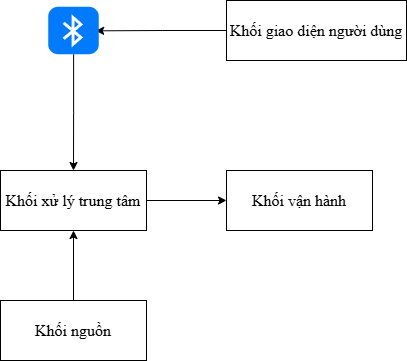 Khối giao diện người dùng
Khối xử lý trung tâm
Khối vận hành
Khối nguồn